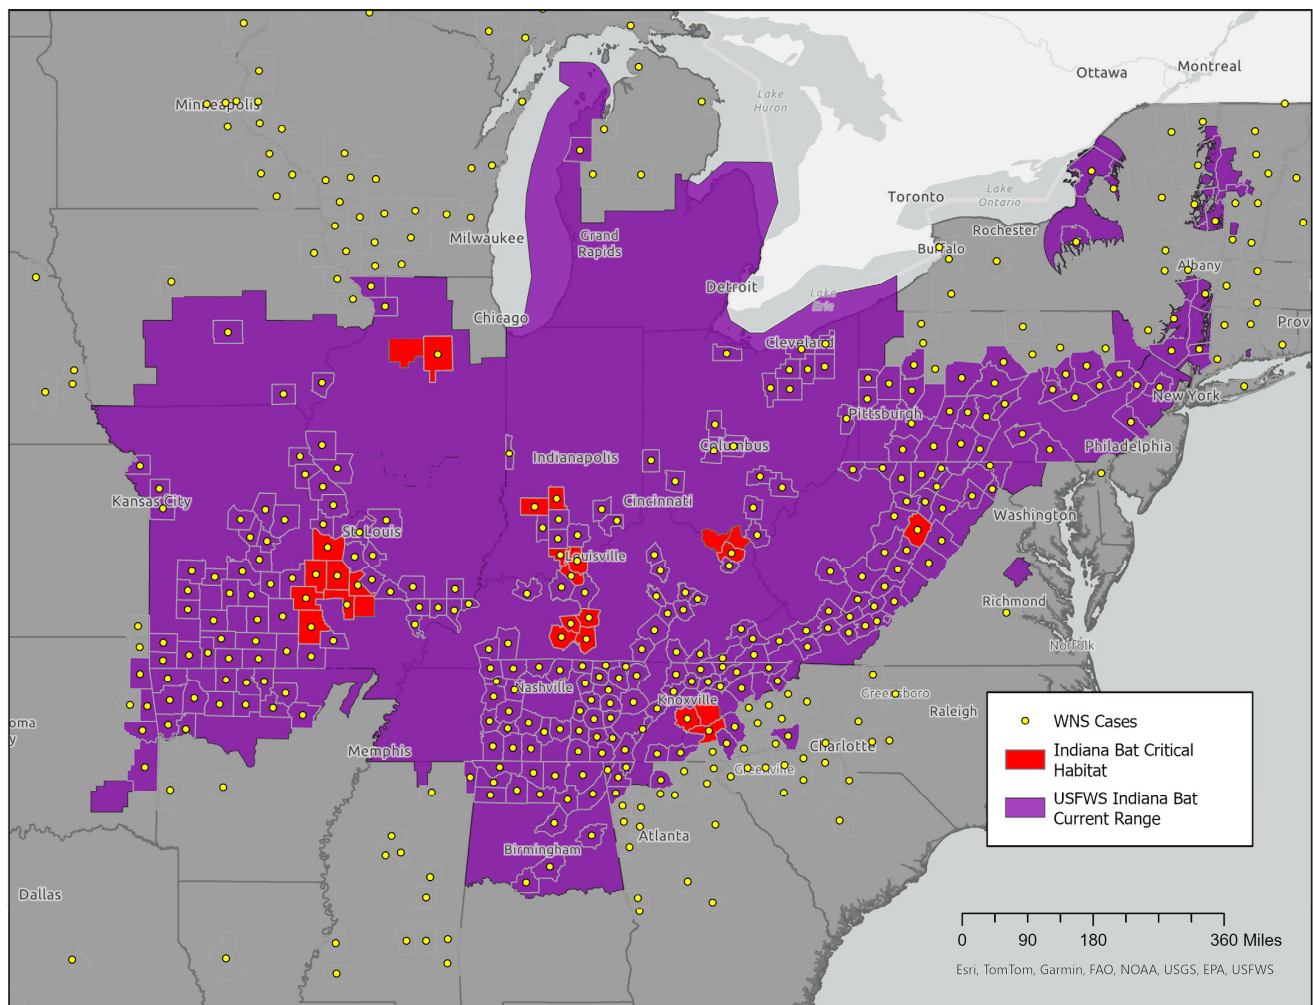 Ottawa
Montreal
Lake
Huron
Minneapolis
Toronto
Lake
Ontario
Rochester
Milwaukee
Grand
Rapids
Buffalo
Albany
Detroit
Lake
Erie
Chicago
Prov
Cleveland
New York
Pittsburgh
Columbus
Philadelphia
Indianapolis
Kansas City
Cincinnati
Washington
St Louis
Louisville
Richmond
Norfolk
Nashville
Knoxville
Greensboro
Raleigh
oma
y
Memphis
Charlotte
Greenville
Atlanta
Birmingham
Dallas
WNS Cases
Indiana Bat Critical
Habitat
USFWS Indiana Bat
Current Range
0 90 180 360 Miles
Esri, TomTom, Garmin, FAO, NOAA, USGS, EPA, USFWS